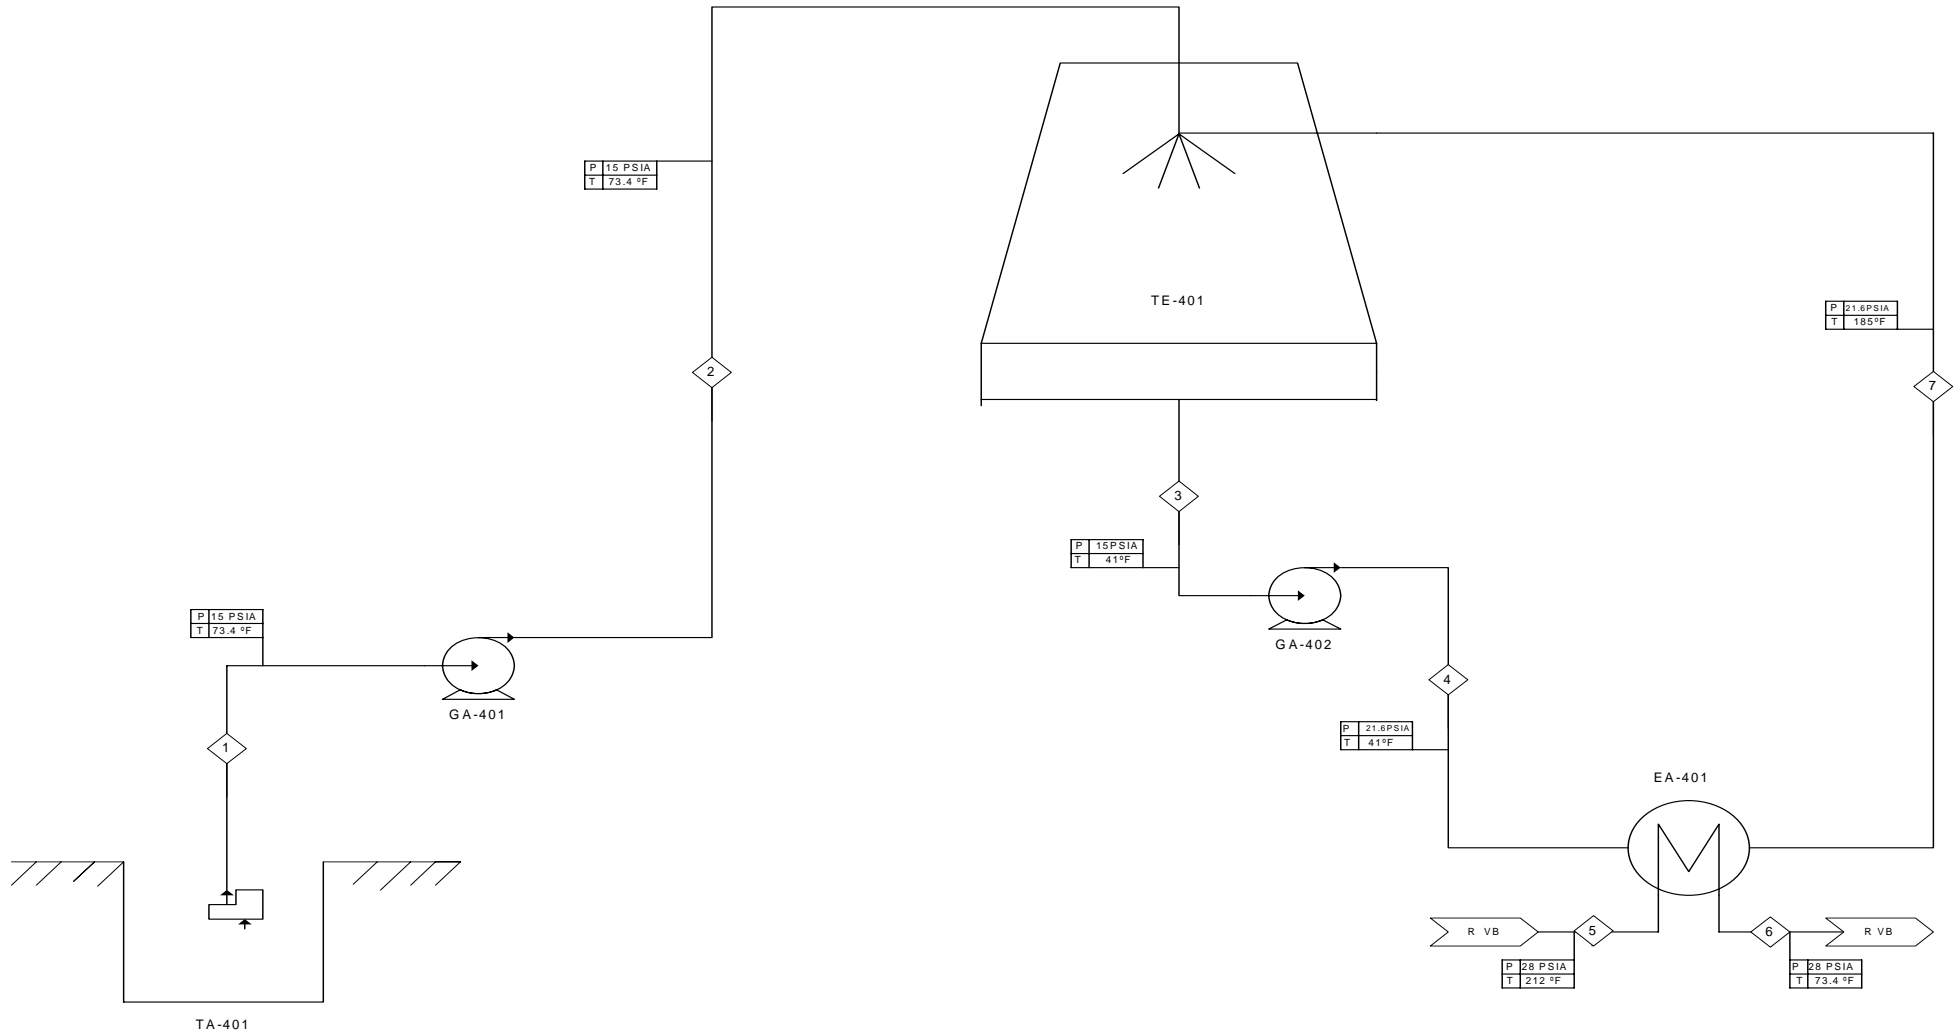 P 15 PSIA
T 73.4 ºF
TE-401
P 21.6PSIA
T 185ºF
2
7
3
P 15PSIA
T 41ºF
P 15 PSIA
T 73.4 ºF
GA-402
4
GA-401
P 21.6PSIA
T 41ºF
1
EA-401
R VB
5
6
R VB
P 28 PSIA
T 212 ºF
P 28 PSIA
T 73.4 ºF
TA-401